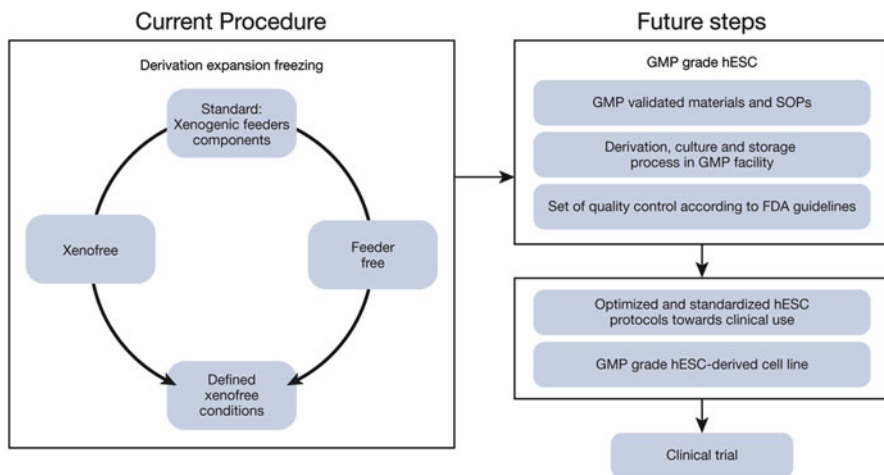 Current Procedure
Derivation expansion freezing
Standard:
Xenogenic feeders
components
Xenofree
Feeder
free
Defined
xenofree
conditions
Future steps
GMP grade hESC
GMP validated materials and SOPs
Derivation, culture and storage
process in GMP facility
Set of quality control according to FDA guidelines
Optimized and standardized hESC
protocols towards clinical use
GMP grade hESC-derived cell line
Clinical trial